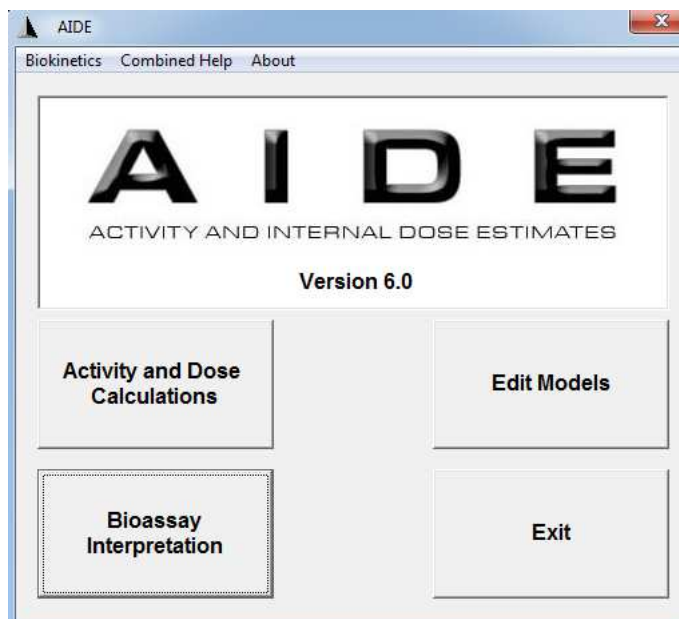 AIDE
Biokinetics Combined Help About
AIDE
ACTIVITY AND INTERNAL DOSE ESTIMATES
Version 6.0
Activity and Dose
Calculations
Edit Models
Bioassay
Interpretation
Exit